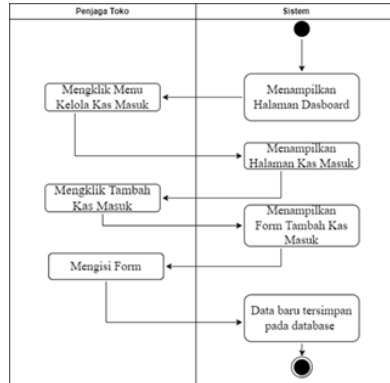 Penjaga Toko
Sistem
Menampilkan
Halaman Dasboard
Mengklik Menu
Kelola Kas Masuk
Menampilkan
Halaman Kas Masuk
Mengklik Tambah
Kas Masuk
Menampilkan
Form Tambah Kas
Masuk
Mengisi Form
Data baru tersimpan
pada database